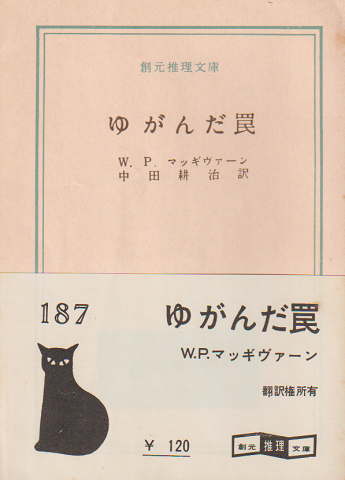 創元推理文庫
ゆがんだ罠
W. P. マッギヴァーン
中田耕治訳
187
ゆがんだ罠
W.P.マッギヴァーン
翻訳権所有
¥ 120
創元推理文庫